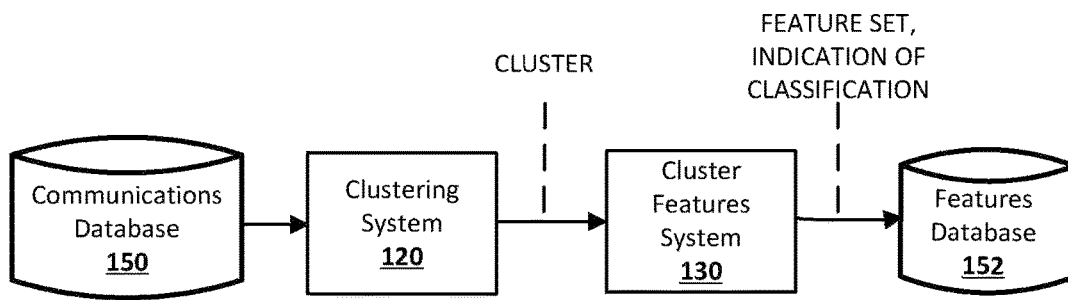 FEATURE SET,
INDICATION OF
CLASSIFICATION
CLUSTER
Communications
Database
150
Clustering
System
120
Cluster
Features
System
130
Features
Database
152